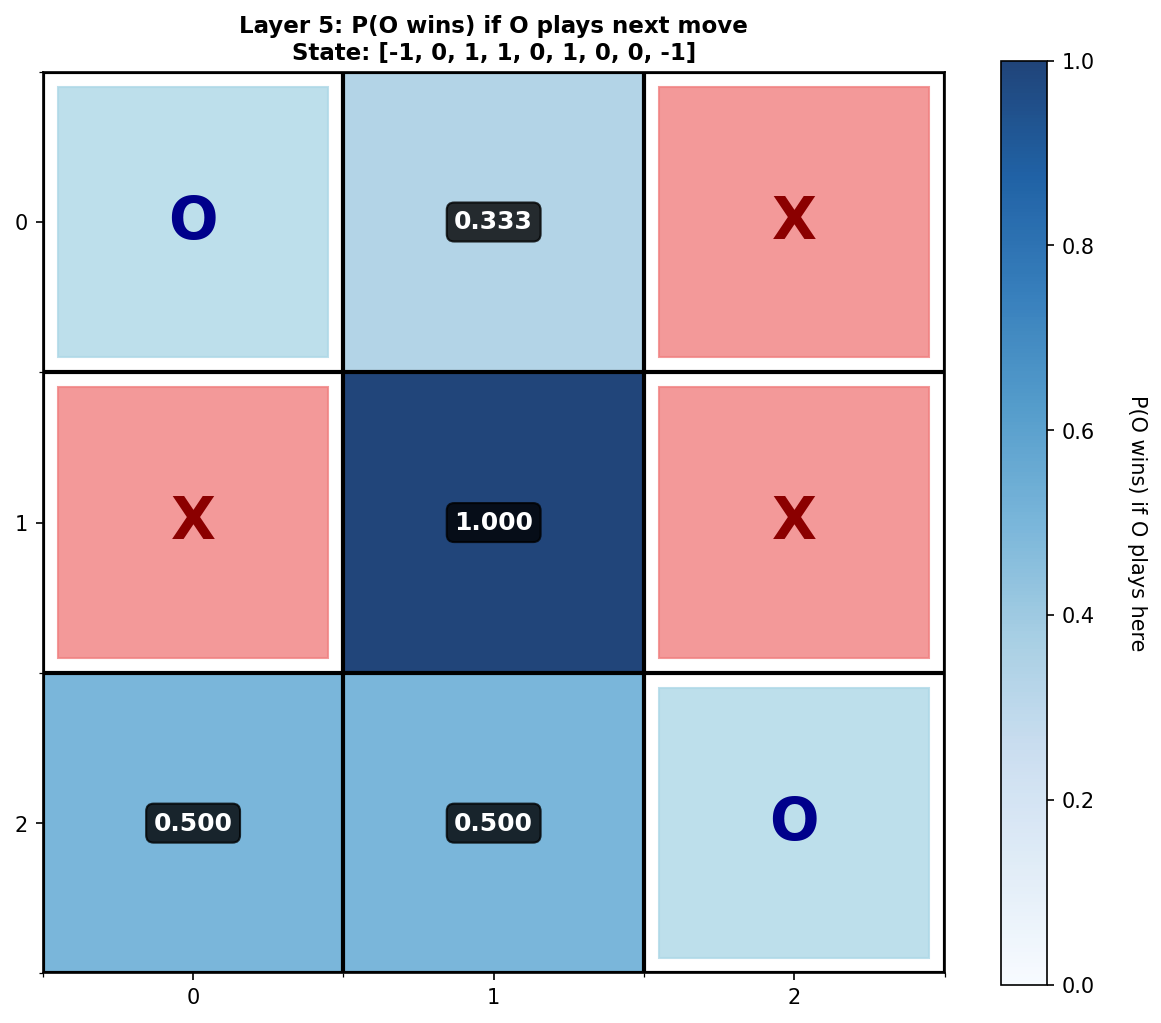 Layer 5: P(O wins) if O plays next move
State: [-1, 0, 1, 1, 0, 1, 0, 0, -1]
0
O
0.333
X
1
X
1.000
X
2
0.500
0.500
O
0
1
2
1.0
0.8
0.6
0.4
0.2
0.0
P(O wins) if O plays here